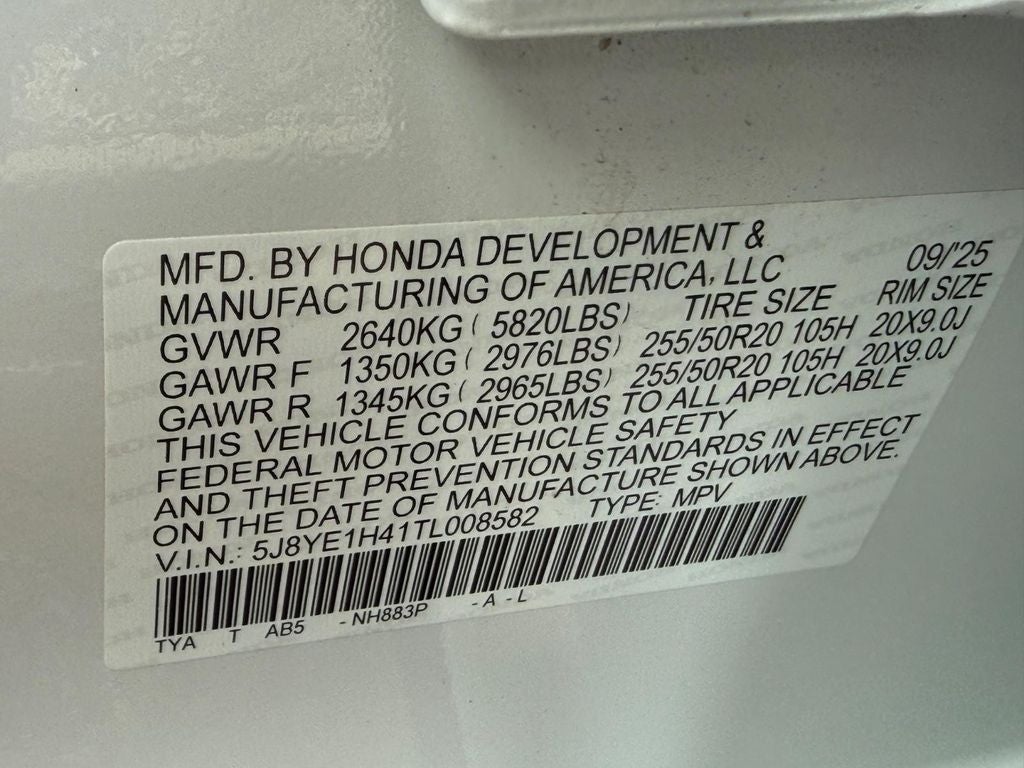 MFD. BY HONDA DEVELOPMENT &
MANUFACTURING OF AMERICA, LLC 09/'25
GVWR 2640KG ( 5820LBS) TIRE SIZE RIM SIZE
GAWR F 1350KG ( 2976LBS) 255/50R20 105H 20X9.0J
GAWR R 1345KG ( 2965LBS) 255/50R20 105H 20X9.0J
THIS VEHICLE CONFORMS TO ALL APPLICABLE
FEDERAL MOTOR VEHICLE SAFETY
AND THEFT PREVENTION STANDARDS IN EFFECT
ON THE DATE OF MANUFACTURE SHOWN ABOVE.
V.I.N.: 5J8YE1H41TL008582 TYPE: MPV
TYA T AB5 - NH883P - A - L